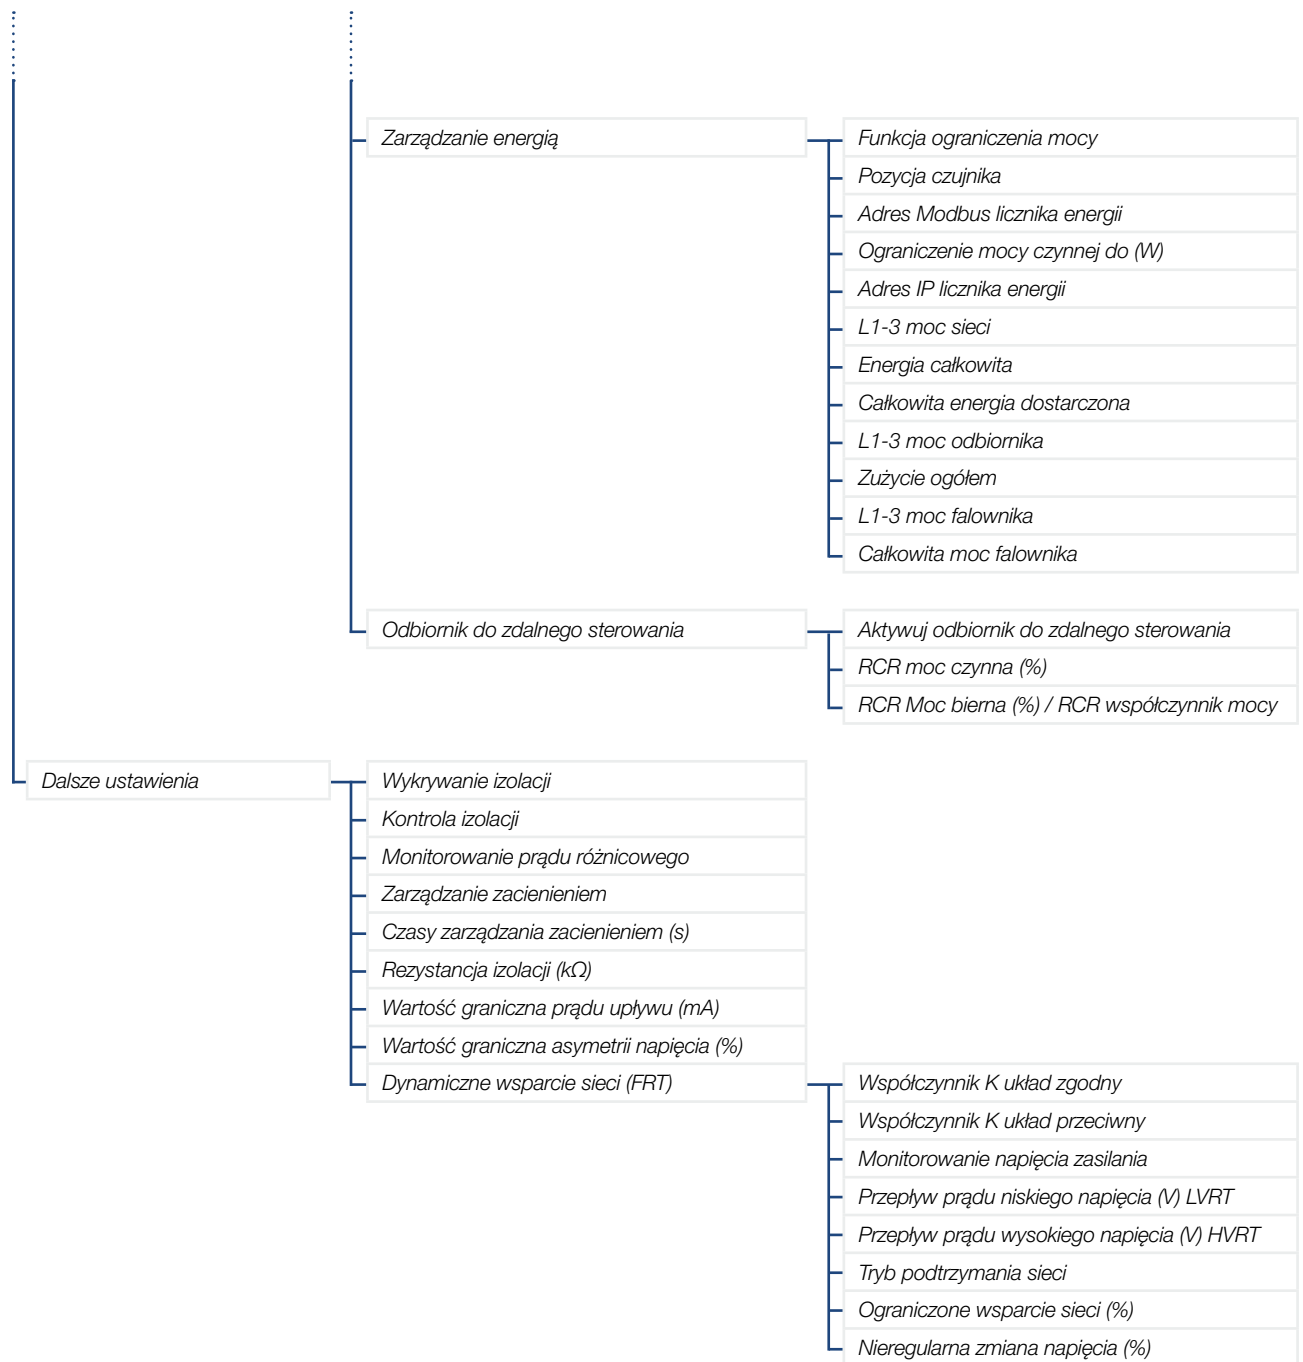 Zarządzanie energią
Funkcja ograniczenia mocy
Pozycja czujnika
Adres Modbus licznika energii
Ograniczenie mocy czynnej do (W)
Adres IP licznika energii
L1-3 moc sieci
Energia całkowita
Całkowita energia dostarczona
L1-3 moc odbiornika
Zużycie ogółem
L1-3 moc falownika
Całkowita moc falownika
Odbiornik do zdalnego sterowania
Aktywuj odbiornik do zdalnego sterowania
RCR moc czynna (%)
RCR Moc bierna (%) / RCR współczynnik mocy
Dalsze ustawienia
Wykrywanie izolacji
Kontrola izolacji
Monitorowanie prądu różnicowego
Zarządzanie zacienieniem
Czasy zarządzania zacienieniem (s)
Rezystancja izolacji (kΩ)
Wartość graniczna prądu upływu (mA)
Wartość graniczna asymetrii napięcia (%)
Dynamiczne wsparcie sieci (FRT)
Współczynnik K układ zgodny
Współczynnik K układ przeciwny
Monitorowanie napięcia zasilania
Przepływ prądu niskiego napięcia (V) LVRT
Przepływ prądu wysokiego napięcia (V) HVRT
Tryb podtrzymania sieci
Ograniczone wsparcie sieci (%)
Nieregularna zmiana napięcia (%)